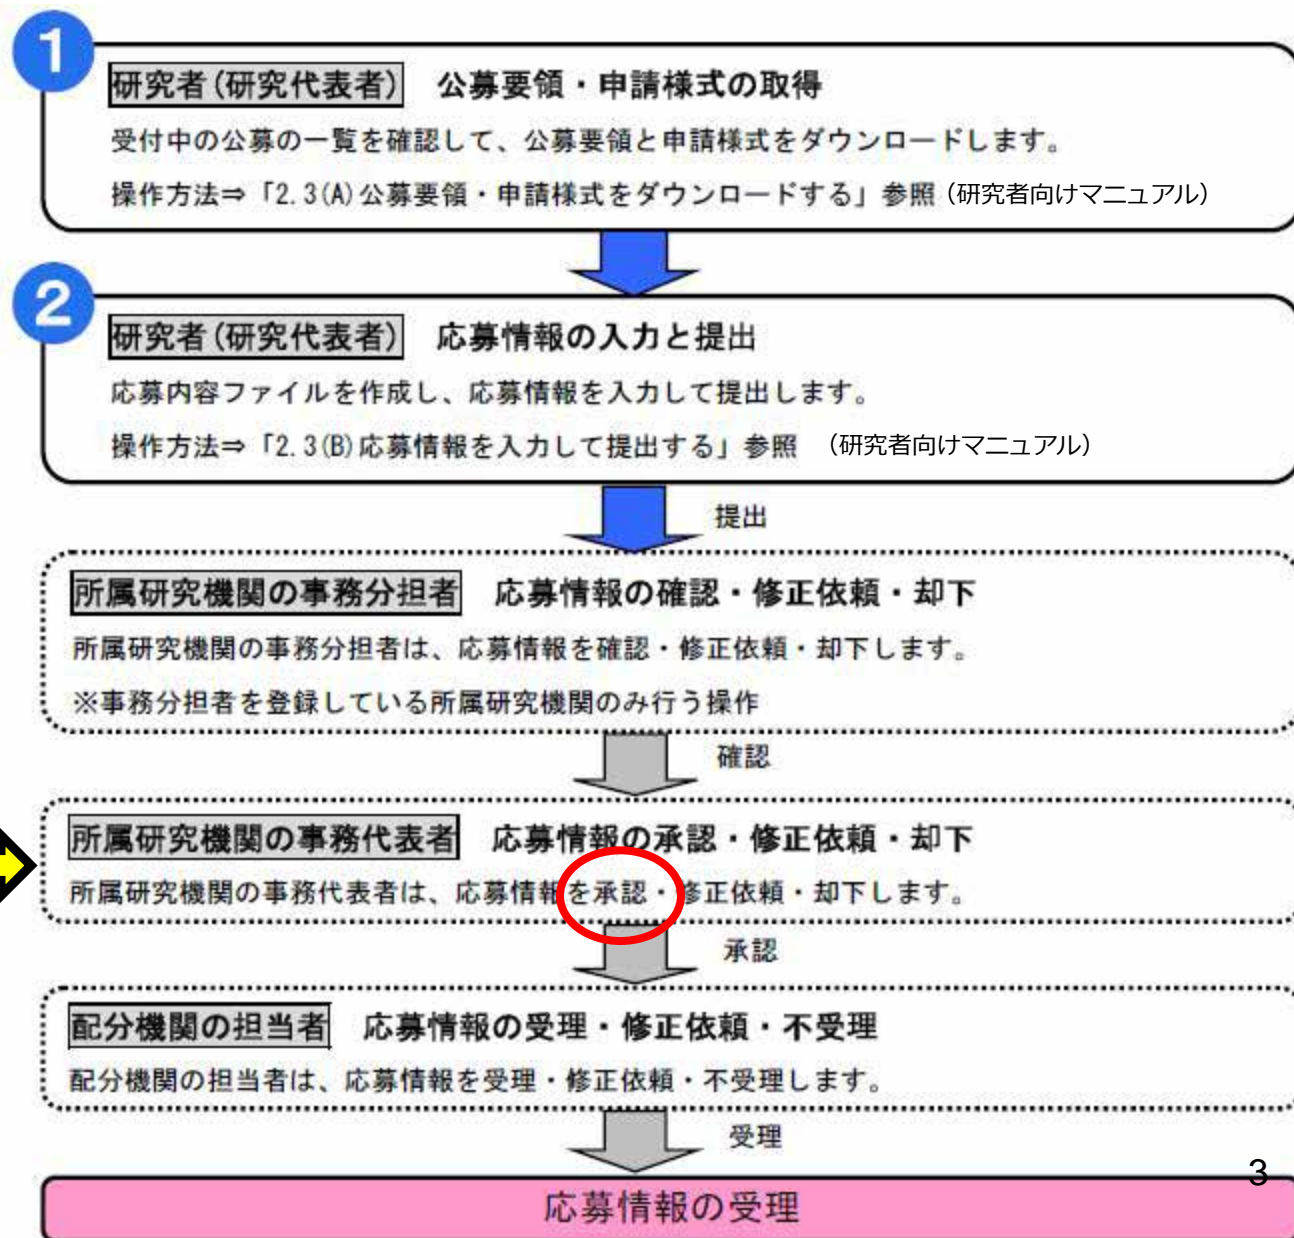 1
研究者(研究代表者) 公募要領・申請様式の取得
受付中の公募の一覧を確認して、公募要領と申請様式をダウンロードします。
操作方法⇒「2.3(A)公募要領・申請様式をダウンロードする」参照(研究者向けマニュアル)
2
研究者(研究代表者) 応募情報の入力と提出
応募内容ファイルを作成し、応募情報を入力して提出します。
操作方法⇒「2.3(B)応募情報を入力して提出する」参照 (研究者向けマニュアル)
提出
所属研究機関の事務分担者 応募情報の確認・修正依頼・却下
所属研究機関の事務分担者は、応募情報を確認・修正依頼・却下します。
※事務分担者を登録している所属研究機関のみ行う操作
確認
所属研究機関の事務代表者 応募情報の承認・修正依頼・却下
所属研究機関の事務代表者は、応募情報を承認・修正依頼・却下します。
承認
配分機関の担当者 応募情報の受理・修正依頼・不受理
配分機関の担当者は、応募情報を受理・修正依頼・不受理します。
受理
3
応募情報の受理